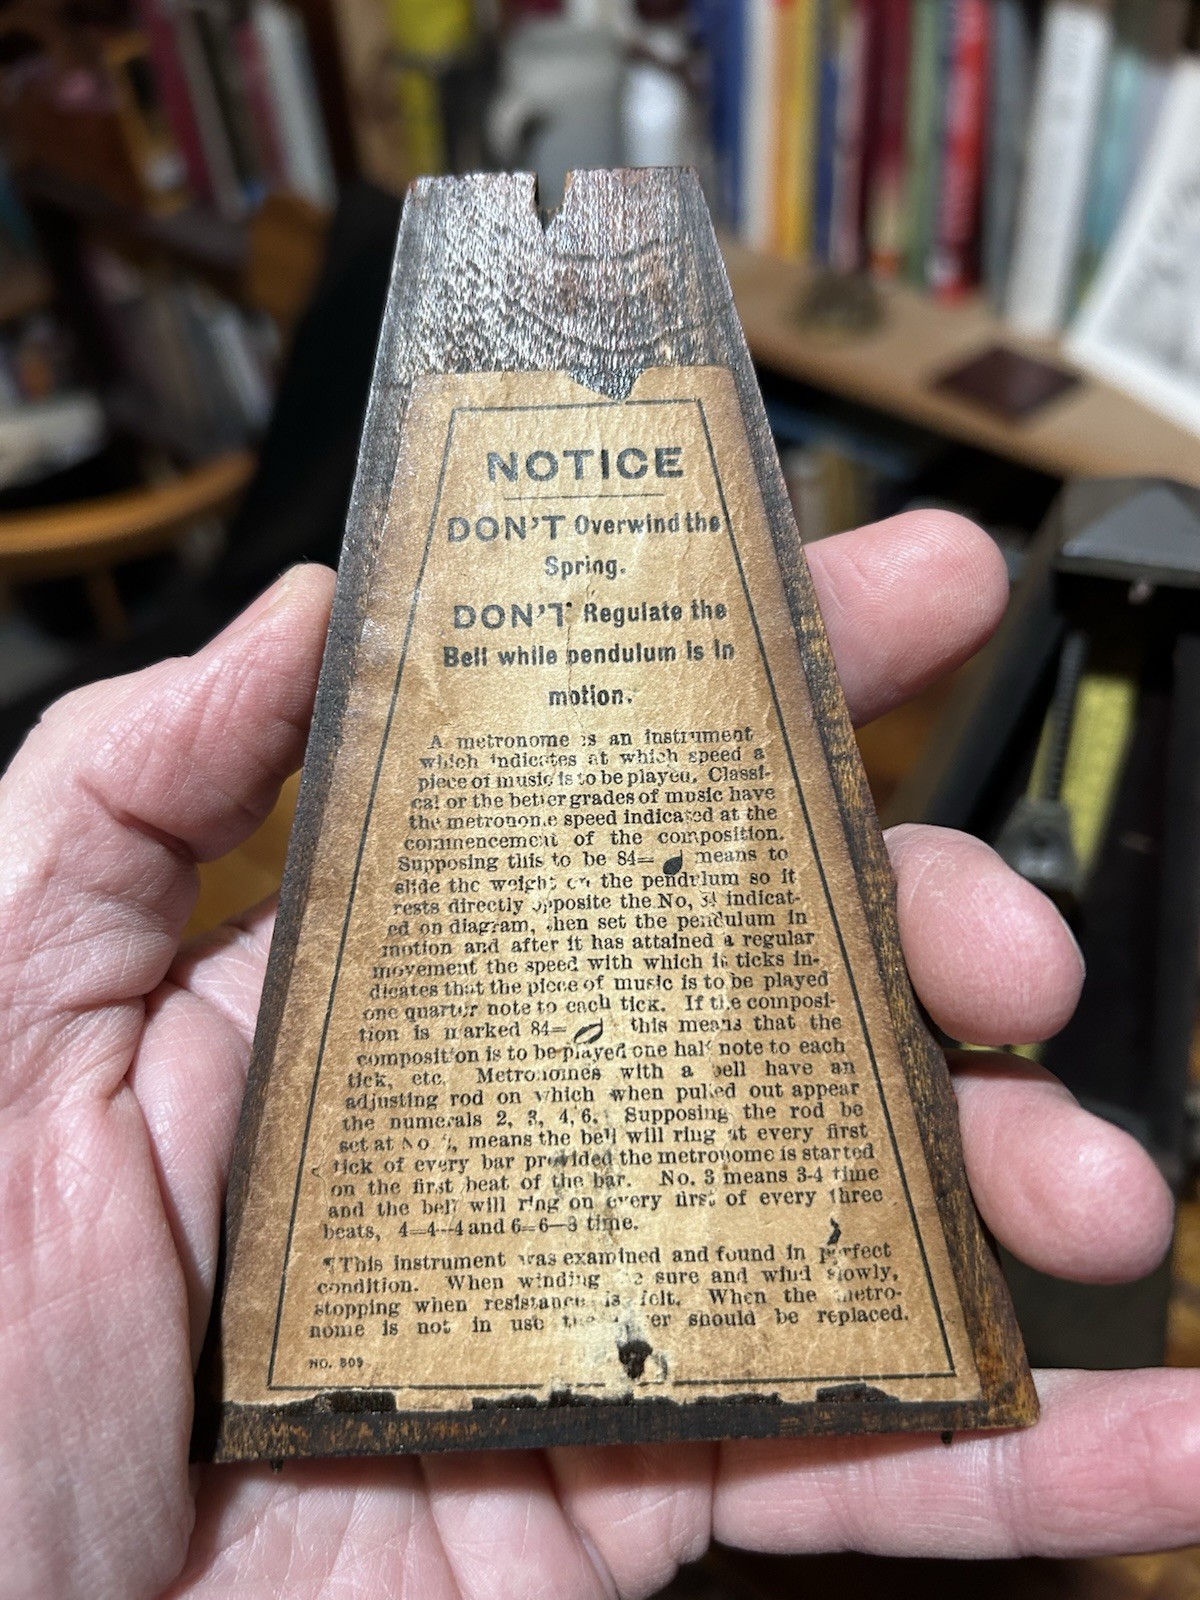 NOTICE
DON'T Overwind the
Spring.
DON'T Regulate the
Bell while pendulum is in
motion.
A metronome is an instrument
which indicates at which speed a
piece of music is to be played. Classi-
cal or the better grades of music have
the metronome speed indicated at the
commencement of the composition.
Supposing this to be 84= means to
slide the weight on the pendulum so it
rests directly opposite the No, indicat-
ed on diagram, then set the pendulum in
motion and after it has attained a regular
movement the speed with which it ticks in-
dicates that the piece of music is to be played
one quarter note to each tick. If the composi-
tion is marked 84= this means that the
composition is to be played one half note to each
tick, etc. Metronomes with a bell have an
adjusting rod on which when pulled out appear
the numerals 2, 3, 4, 6. Supposing the rod be
set at No means the bell will ring at every first
tick of every bar provided the metronome is started
on the first beat of the bar. No. 3 means 3-4 time
and the bell will ring on every first of every three
beats, 4=4--4 and 6=6--8 time.
¶This instrument was examined and found in perfect
condition. When winding be sure and wind slowly,
stopping when resistance is felt. When the metro-
nome is not in use should be replaced.
NO. 809